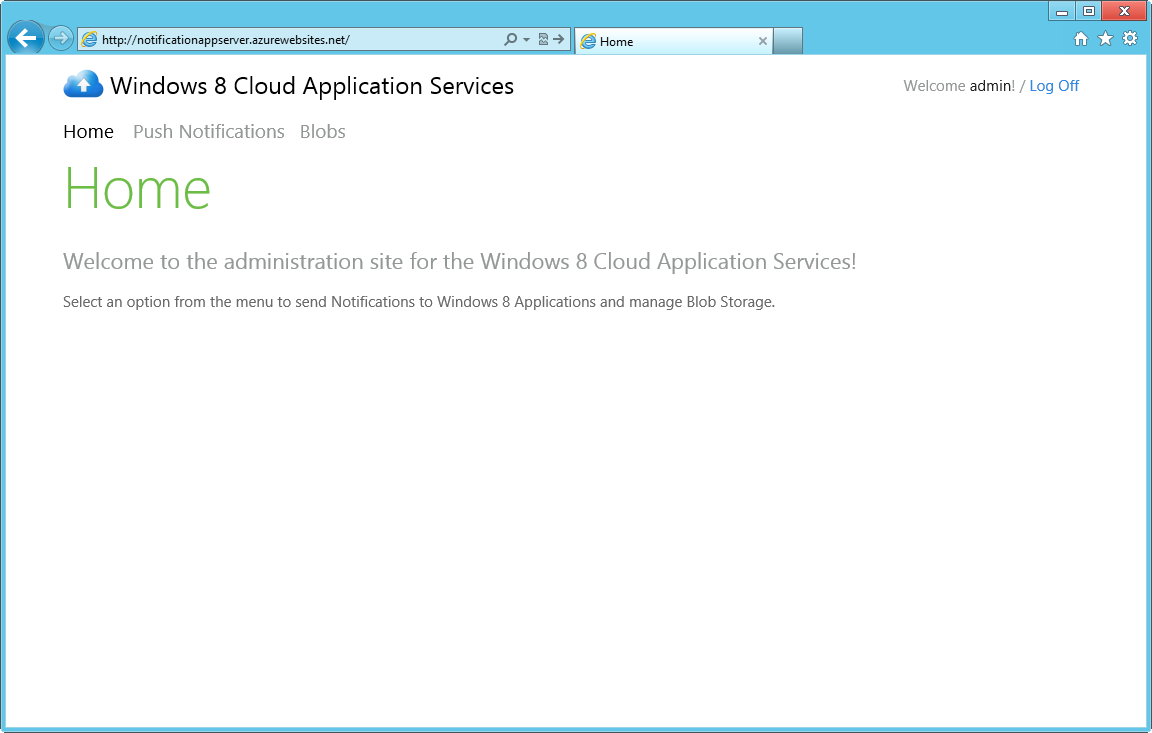 http://notificationappserver.azurewebsites.net/
Home
Windows 8 Cloud Application Services
Welcome admin! / Log Off
Home Push Notifications Blobs
Home
Welcome to the administration site for the Windows 8 Cloud Application Services!
Select an option from the menu to send Notifications to Windows 8 Applications and manage Blob Storage.